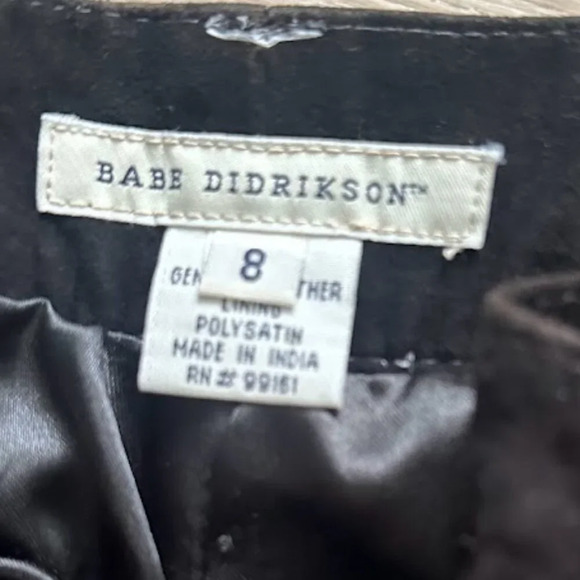 BABE DIDRIKSON™
8
GEN THER
LINING
POLYSATIN
MADE IN INDIA
RN # 99161